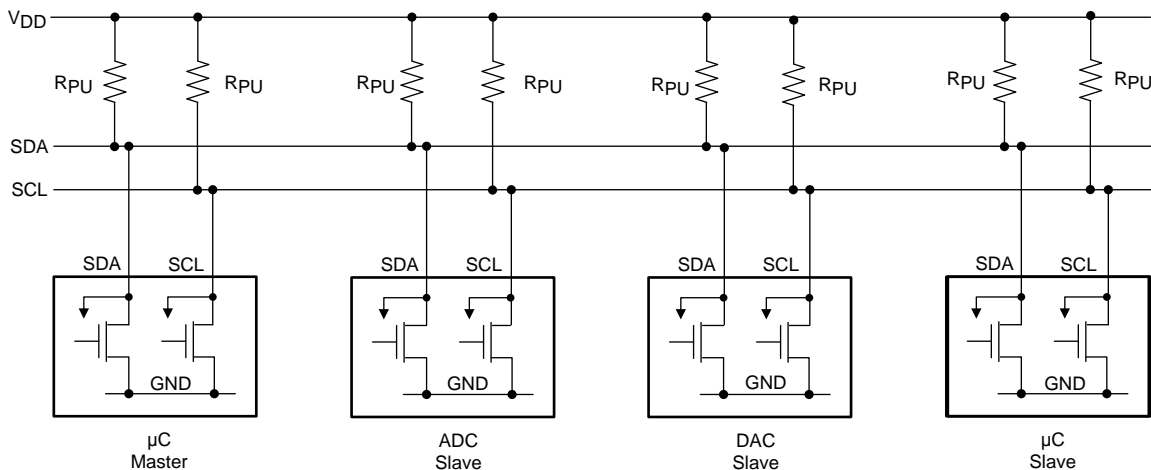 VDD
RPU RPU RPU RPU RPU RPU RPU RPU
SDA
SCL
SDA SCL SDA SCL SDA SCL SDA SCL
GND GND GND GND
µC
Master
ADC
Slave
DAC
Slave
µC
Slave